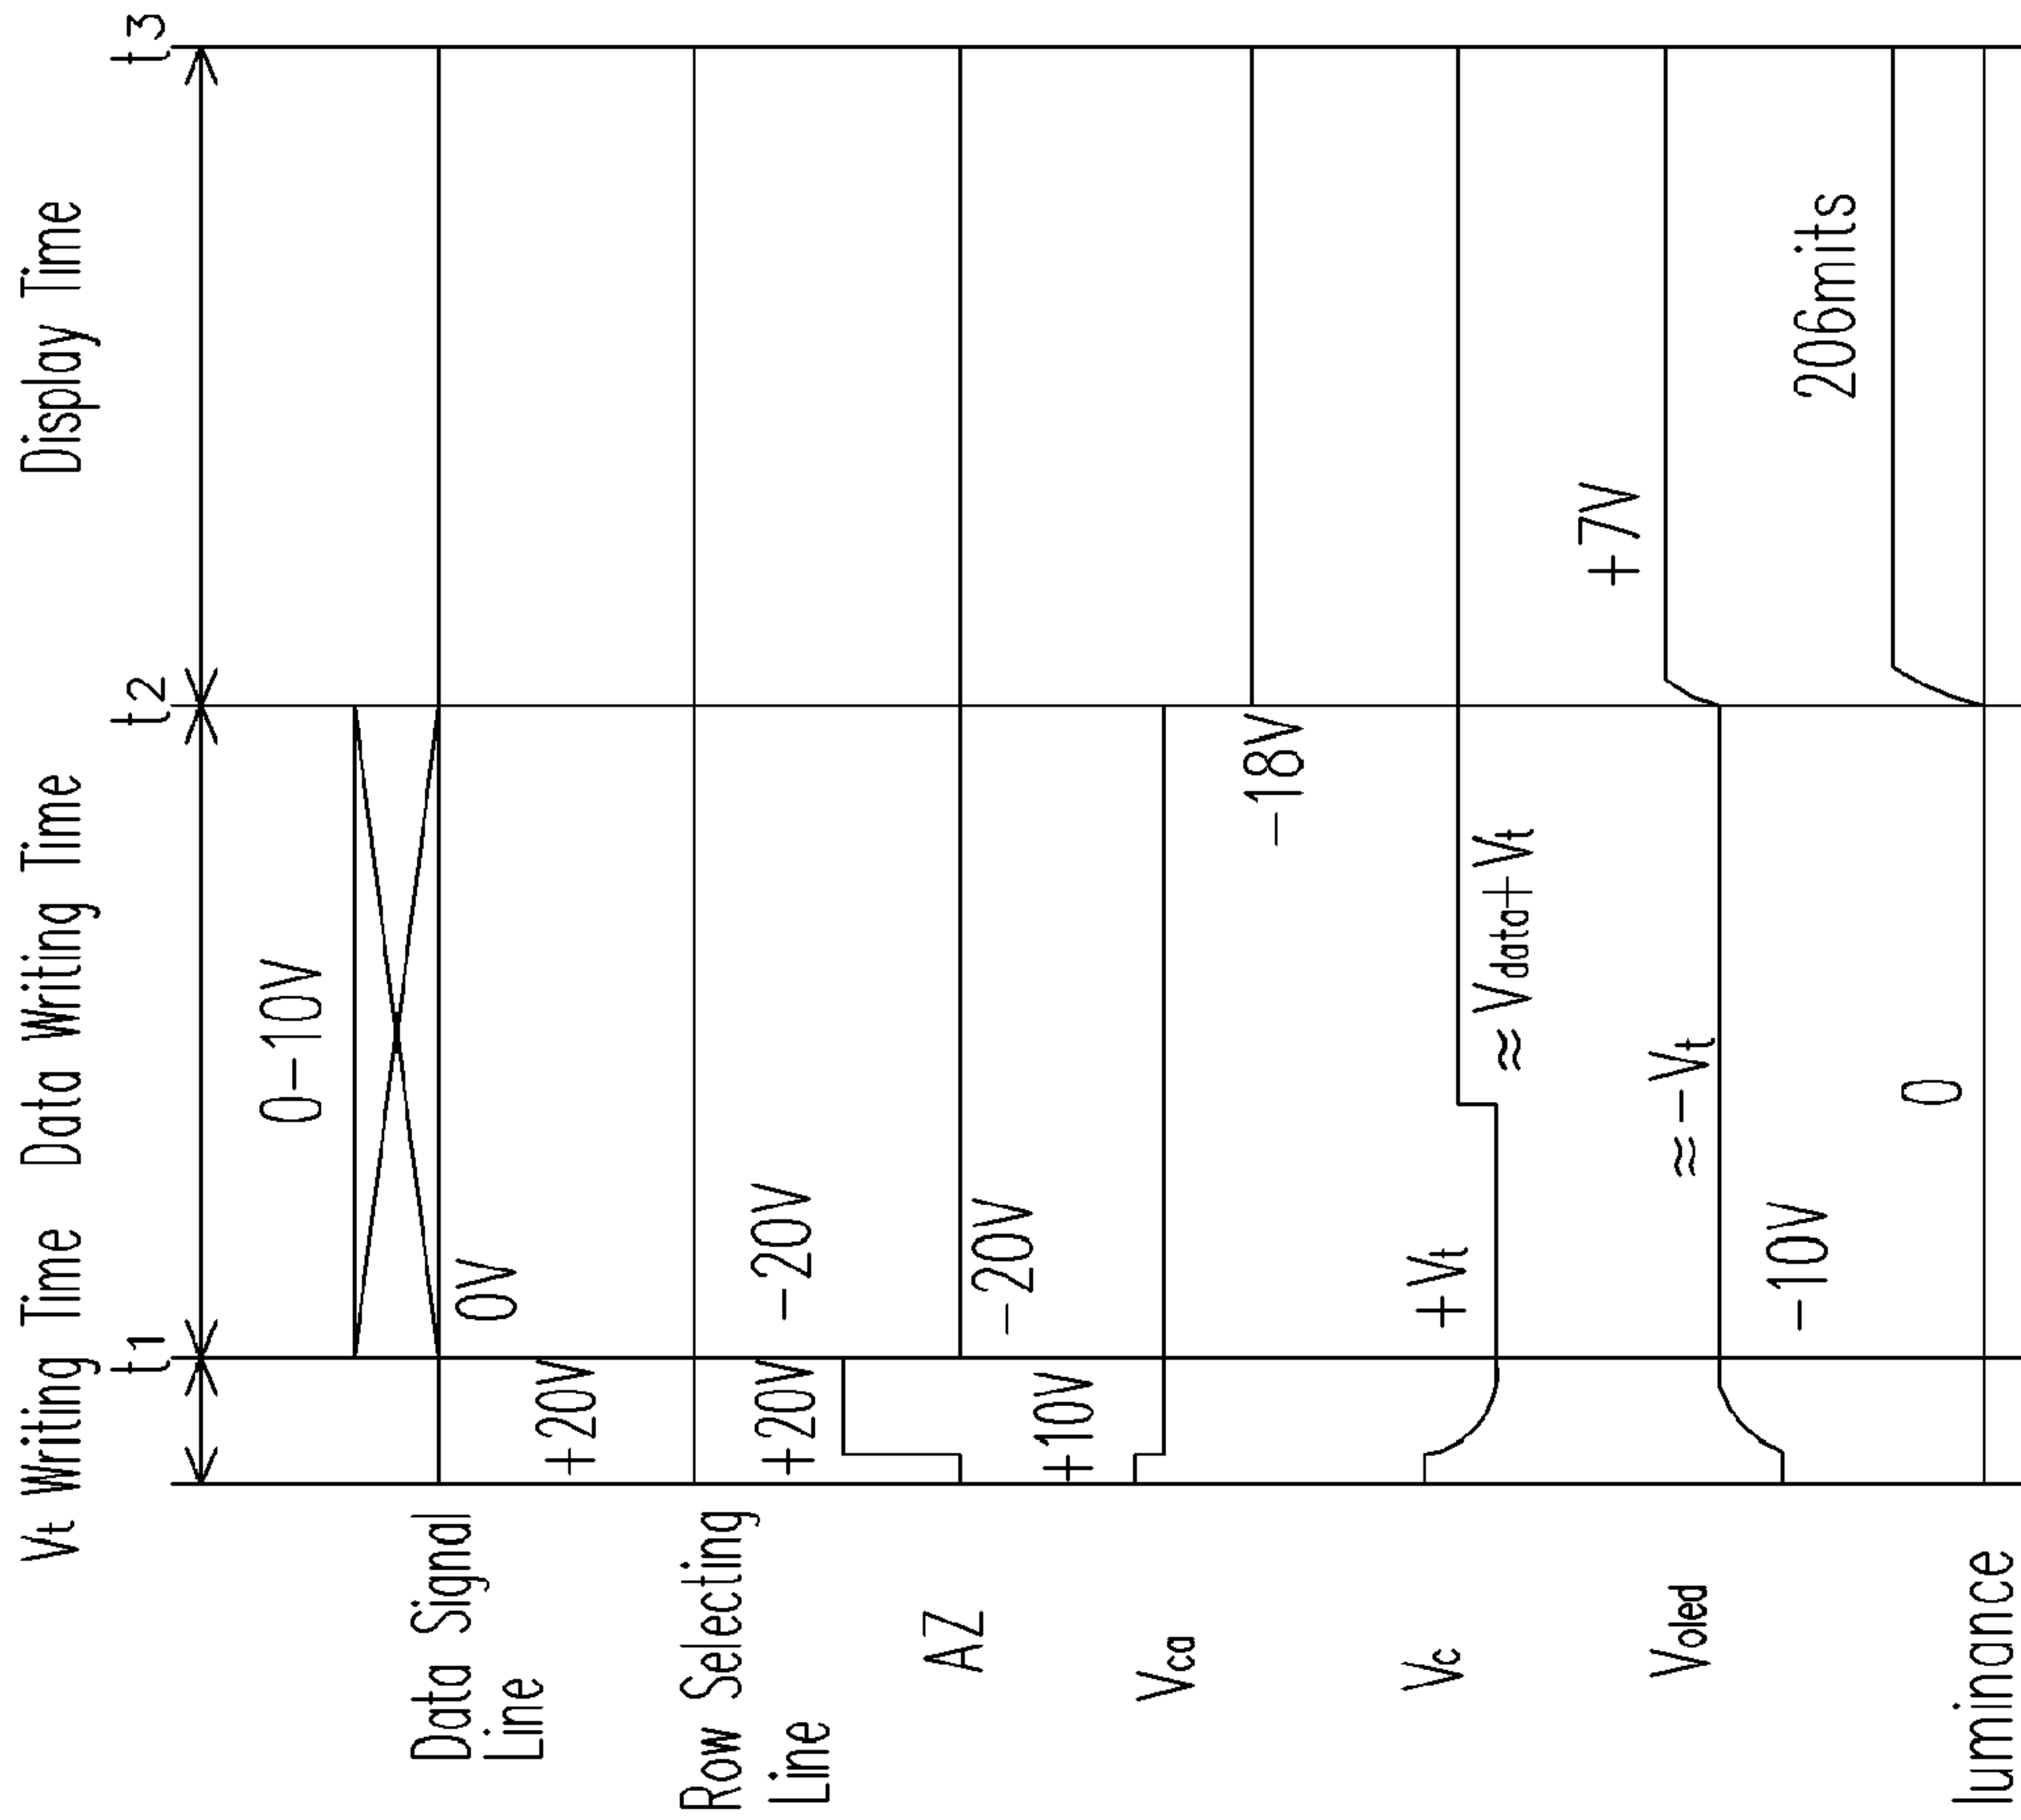 Vt Writing Time Data Writing Time Display Time
t1 t2 t3
0-10V
Data Signal
Line
0V
+20V
Row Selecting
Line
-20V
+20V
AZ
-20V
+10V
Vca
-18V
Vc
+Vt
≈Vdata+Vt
+7V
Voled
≈-Vt
-10V
206mits
0
luminance